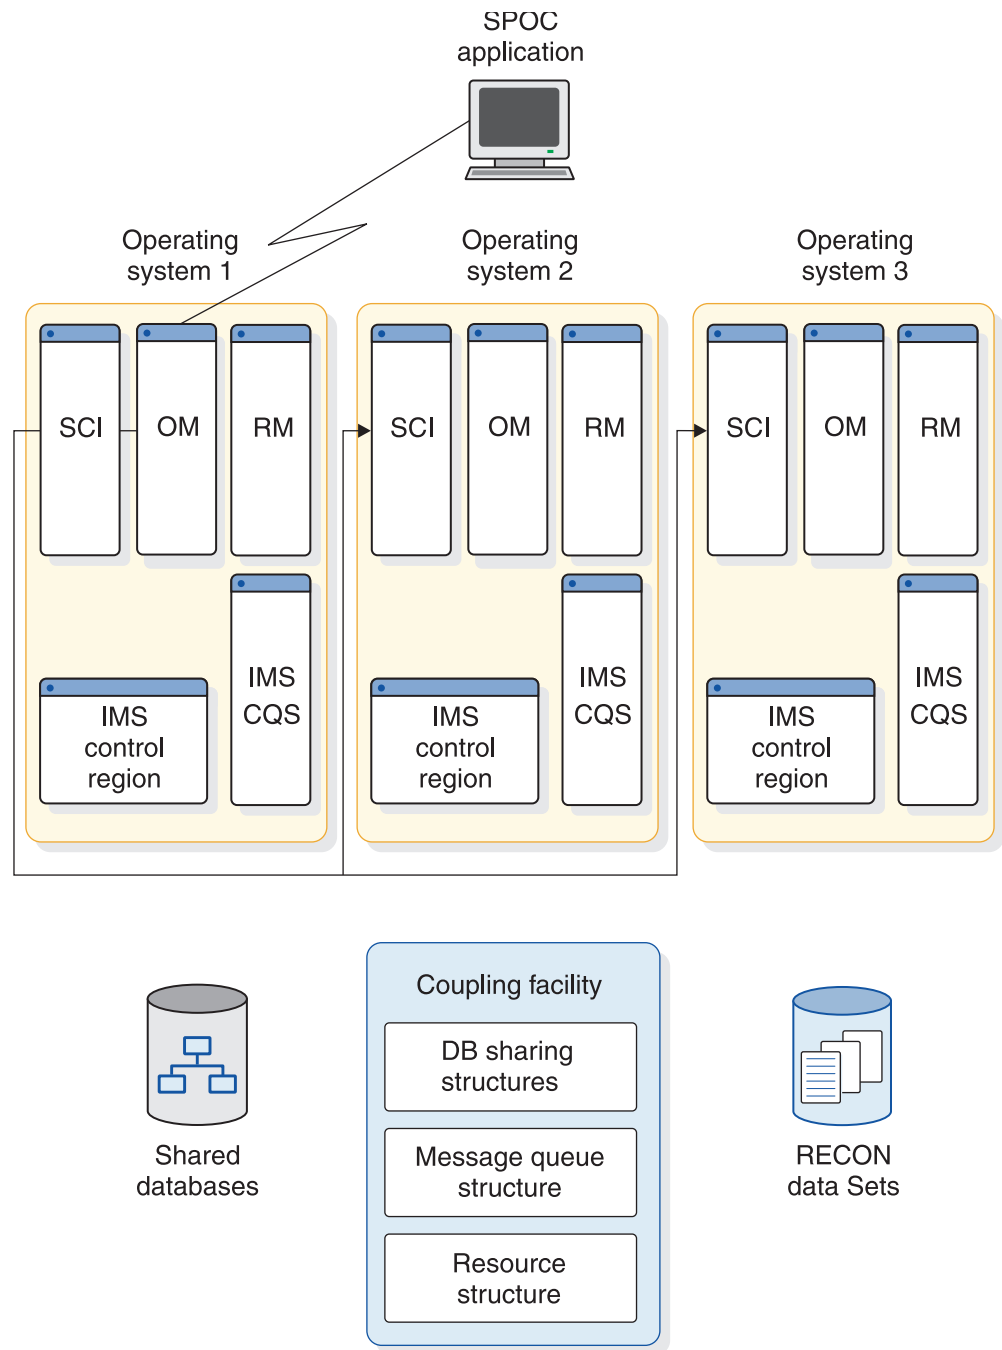 SPOC
application
Operating
system 1
Operating
system 2
Operating
system 3
SCI
OM
RM
IMS
CQS
IMS
control
region
SCI
OM
RM
IMS
CQS
IMS
control
region
SCI
OM
RM
IMS
CQS
IMS
control
region
Coupling facility
DB sharing
structures
Message queue
structure
Resource
structure
Shared
databases
RECON
data Sets